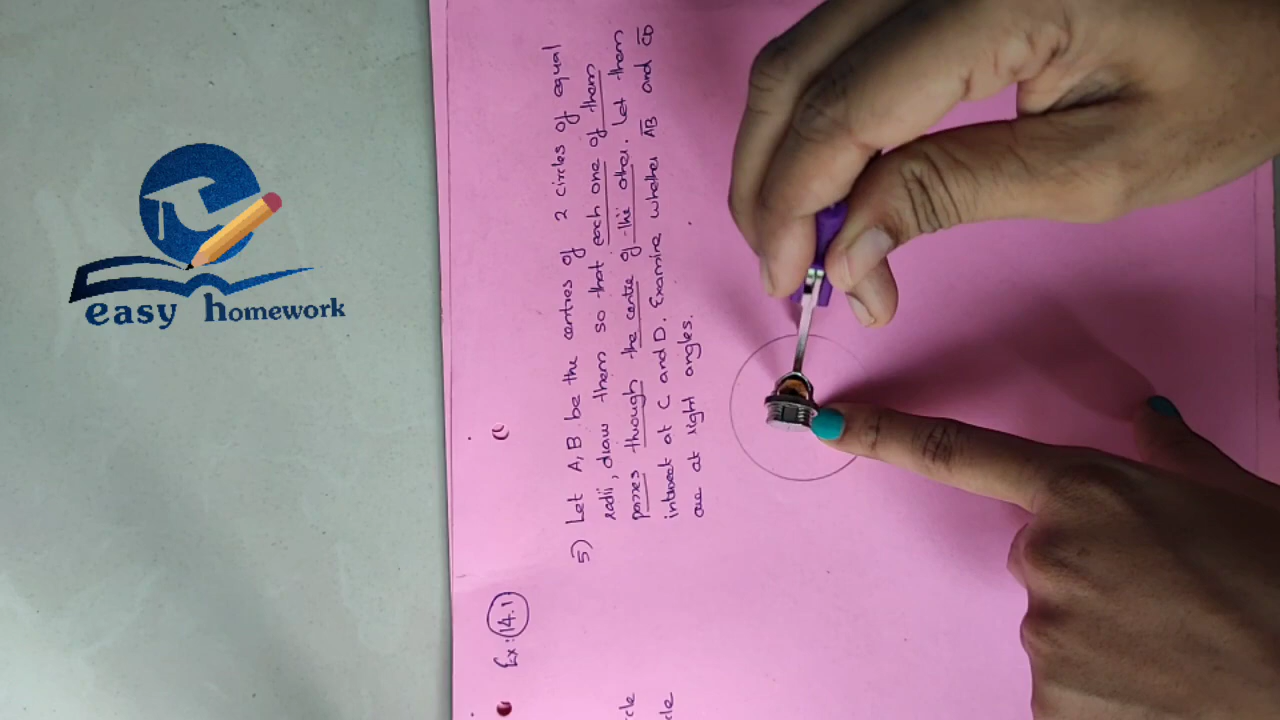 easy Homework
Ex: 14.1
5) Let A, B be the centres of 2 circles of equal
radii, draw them so that each one of them
passes through the centre of the other. Let them
intersect at C and D. Examine whether AB and CD
are at right angles.
cle